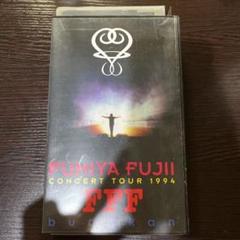 FUMIYA FUJII
CONCERT TOUR 1994
FFF
budokan